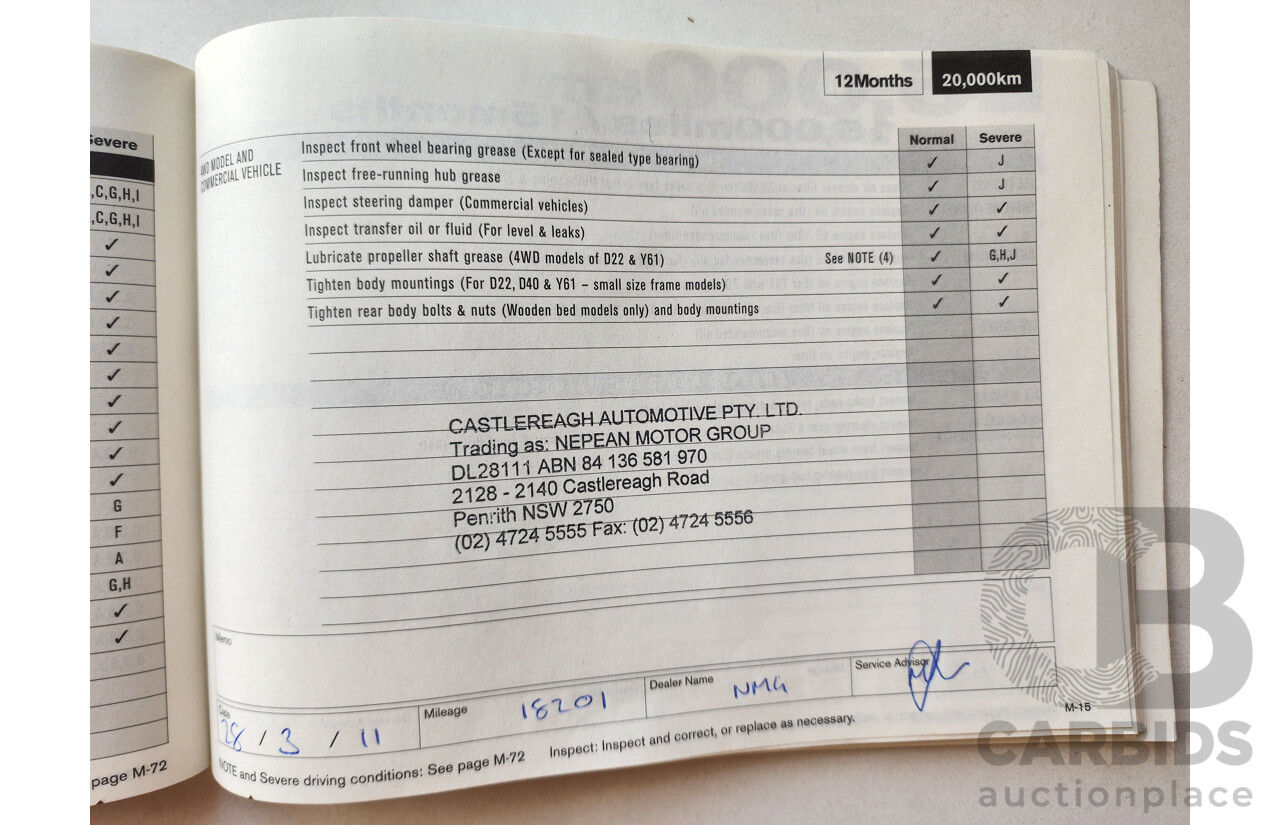 Severe
,C,G,H,I
,C,G,H,I
✓
✓
✓
✓
✓
✓
✓
✓
✓
✓
G
F
A
G,H
✓
✓
page M-72
12Months 20,000km
Normal Severe
4WD MODEL AND
COMMERCIAL VEHICLE
Inspect front wheel bearing grease (Except for sealed type bearing) ✓ J
Inspect free-running hub grease ✓ J
Inspect steering damper (Commercial vehicles) ✓ ✓
Inspect transfer oil or fluid (For level & leaks) ✓ ✓
Lubricate propeller shaft grease (4WD models of D22 & Y61) See NOTE (4) ✓ G,H,J
Tighten body mountings (For D22, D40 & Y61 – small size frame models) ✓ ✓
Tighten rear body bolts & nuts (Wooden bed models only) and body mountings ✓ ✓
CASTLEREAGH AUTOMOTIVE PTY. LTD.
Trading as: NEPEAN MOTOR GROUP
DL28111 ABN 84 136 581 970
2128 - 2140 Castlereagh Road
Penrith NSW 2750
(02) 4724 5555 Fax: (02) 4724 5556
Memo
Date 28 / 3 / 11 Mileage 18201 Dealer Name NMG Service Advisor
M-15
NOTE and Severe driving conditions: See page M-72 Inspect: Inspect and correct, or replace as necessary.
CARBIDS
auctionplace